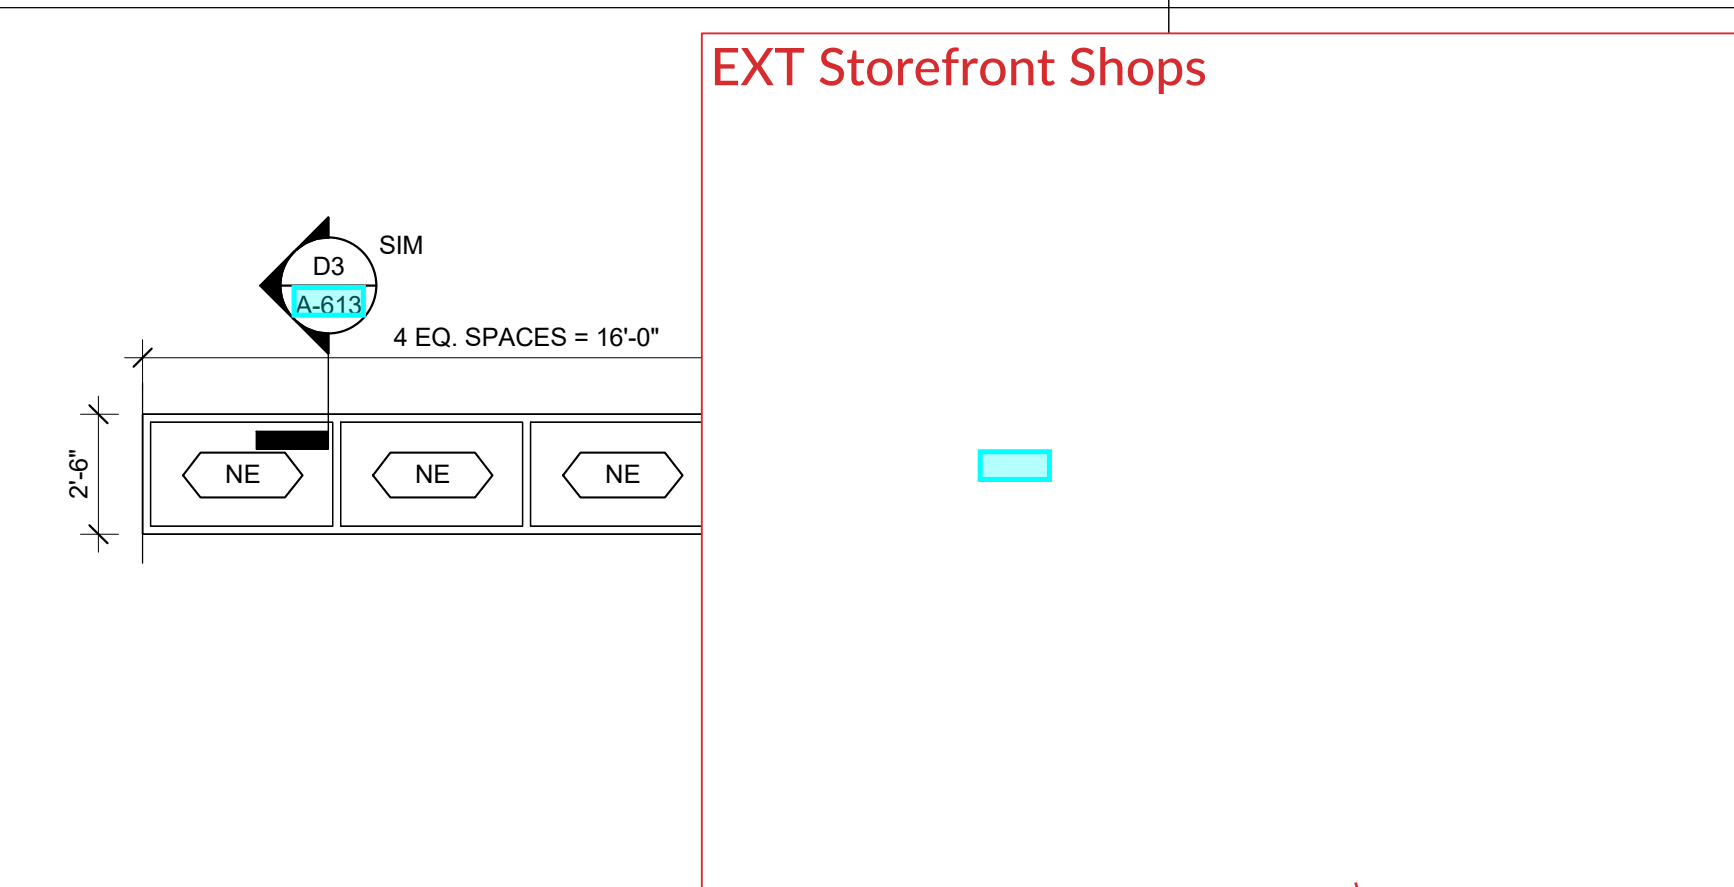 EXT Storefront Shops
SIM
D3
A-613
4 EQ. SPACES = 16'-0"
2'-6"
NE
NE
NE